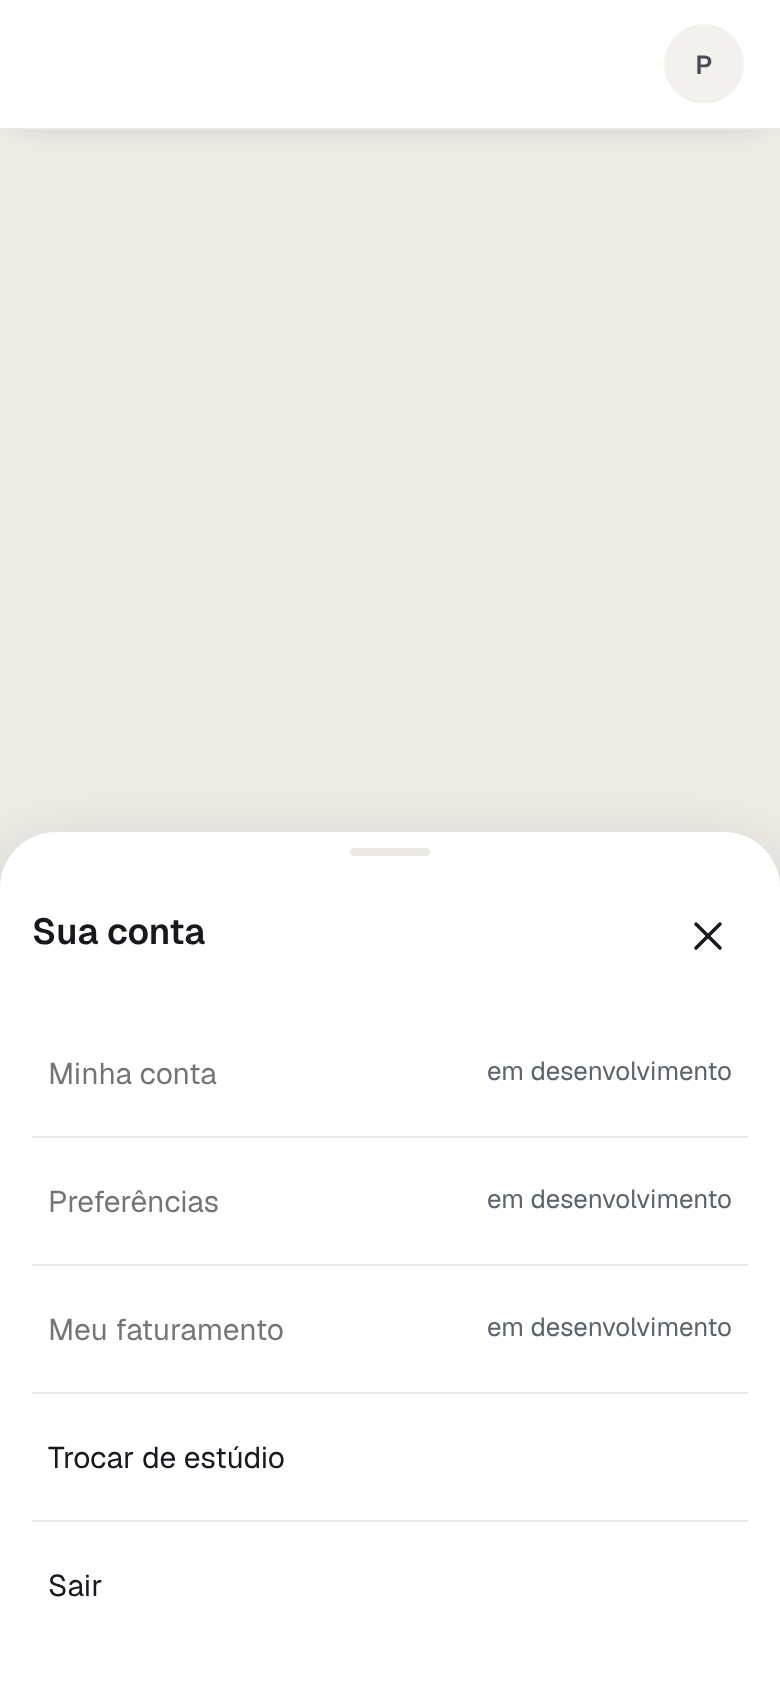 P
Sua conta
Minha conta em desenvolvimento
Preferências em desenvolvimento
Meu faturamento em desenvolvimento
Trocar de estúdio
Sair